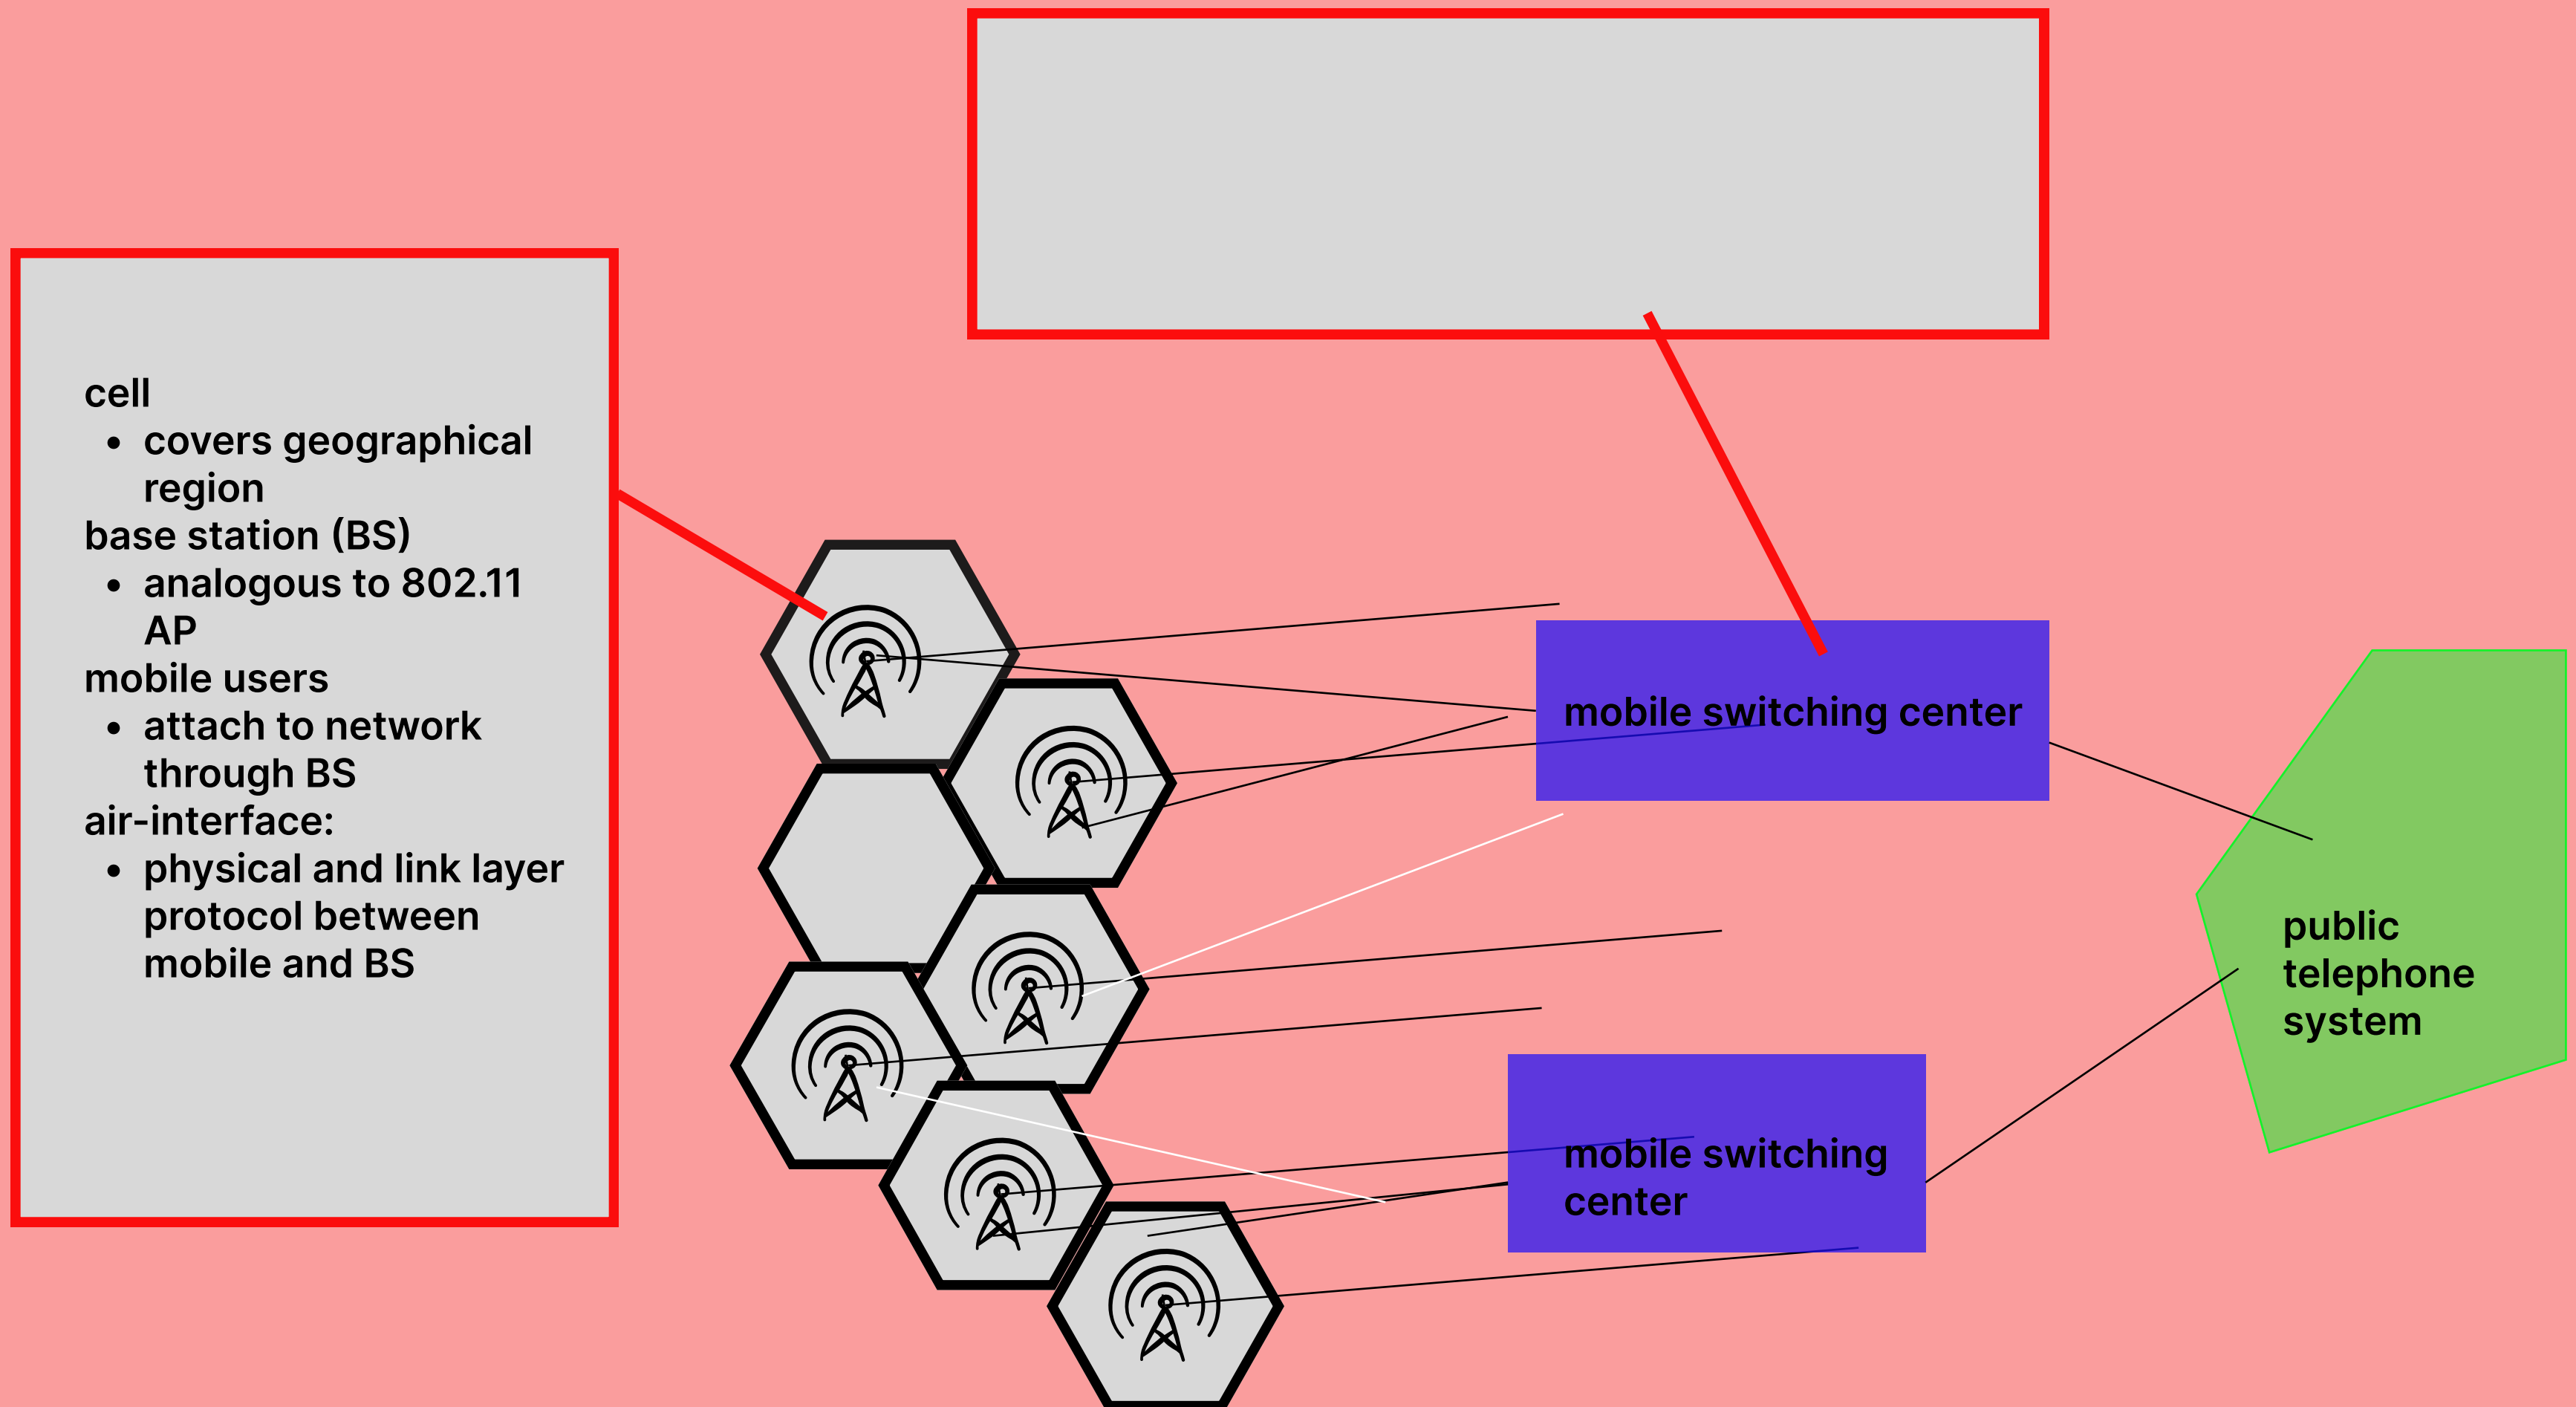 cell
• covers geographical
region
base station (BS)
• analogous to 802.11
AP
mobile users
• attach to network
through BS
air-interface:
• physical and link layer
protocol between
mobile and BS
mobile switching center
public
telephone
system
mobile switching
center